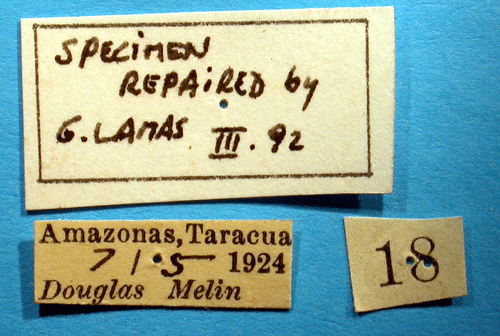 SPECIMEN
REPAIRED by
G. LAMAS III. 92
Amazonas, Taracua
7/5 1924
Douglas Melin
18